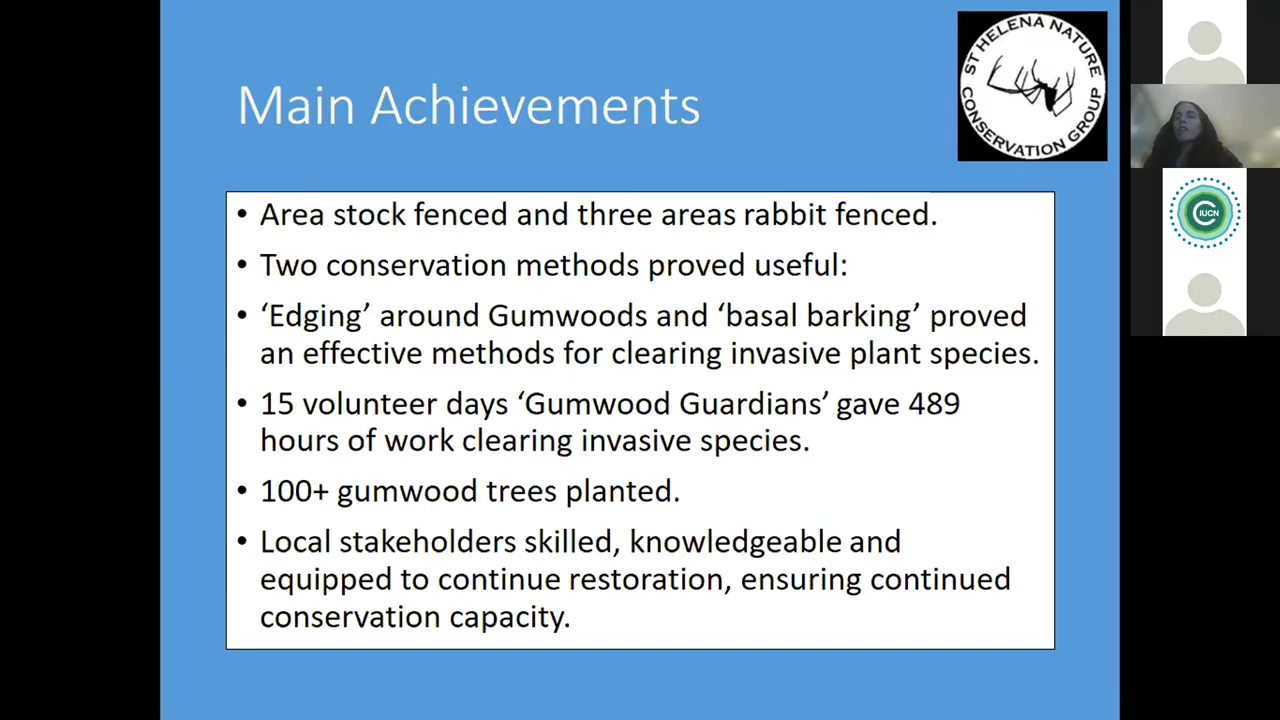 Main Achievements
ST HELENA NATURE
CONSERVATION GROUP
• Area stock fenced and three areas rabbit fenced.
• Two conservation methods proved useful:
• ‘Edging’ around Gumwoods and ‘basal barking’ proved
an effective methods for clearing invasive plant species.
• 15 volunteer days ‘Gumwood Guardians’ gave 489
hours of work clearing invasive species.
• 100+ gumwood trees planted.
• Local stakeholders skilled, knowledgeable and
equipped to continue restoration, ensuring continued
conservation capacity.
IUCN